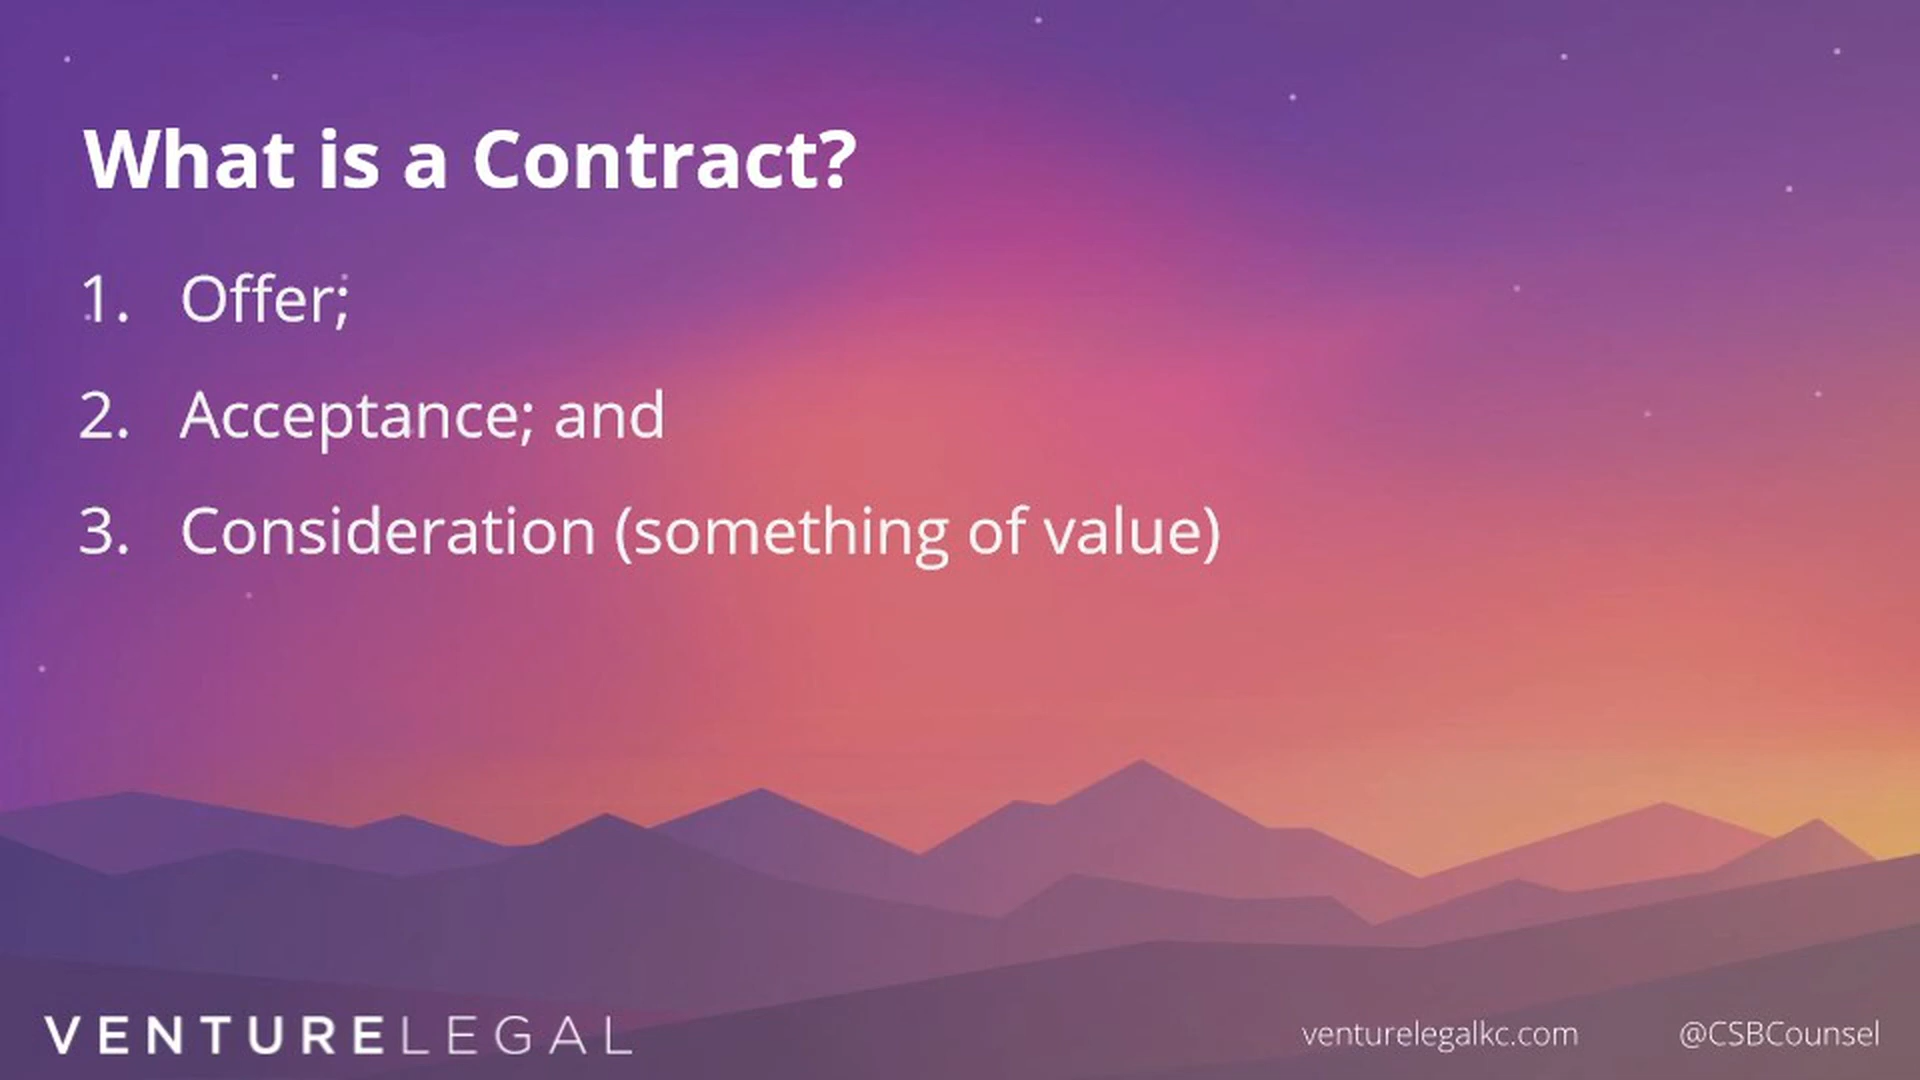 What is a Contract?
1. Offer;
2. Acceptance; and
3. Consideration (something of value)
VENTURELEGAL
venturelegalkc.com
@CSBCounsel